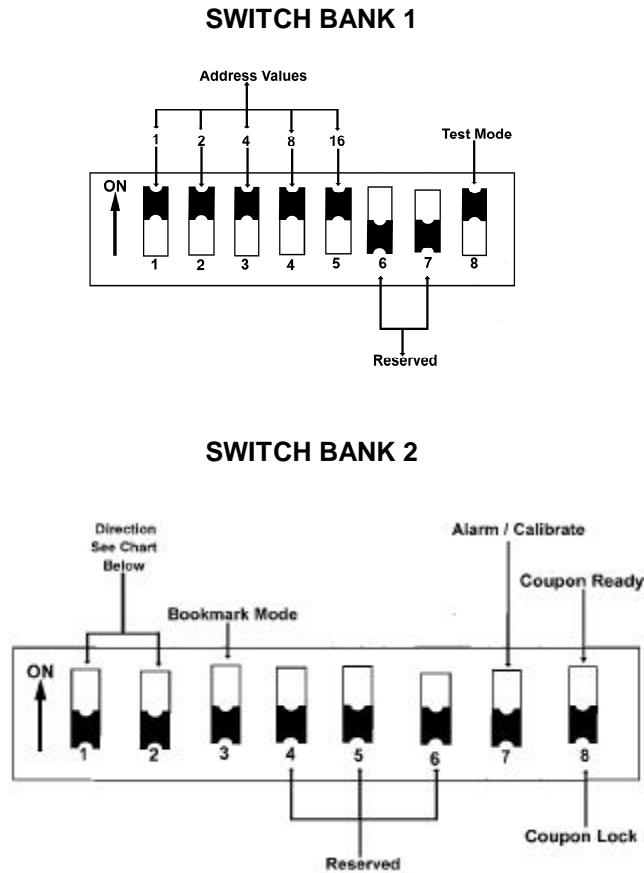 SWITCH BANK 1
Address Values
1 2 4 8 16
Test Mode
ON
1 2 3 4 5 6 7 8
Reserved
SWITCH BANK 2
Direction
See Chart
Below
Alarm / Calibrate
Coupon Ready
Bookmark Mode
ON
1 2 3 4 5 6 7 8
Coupon Lock
Reserved